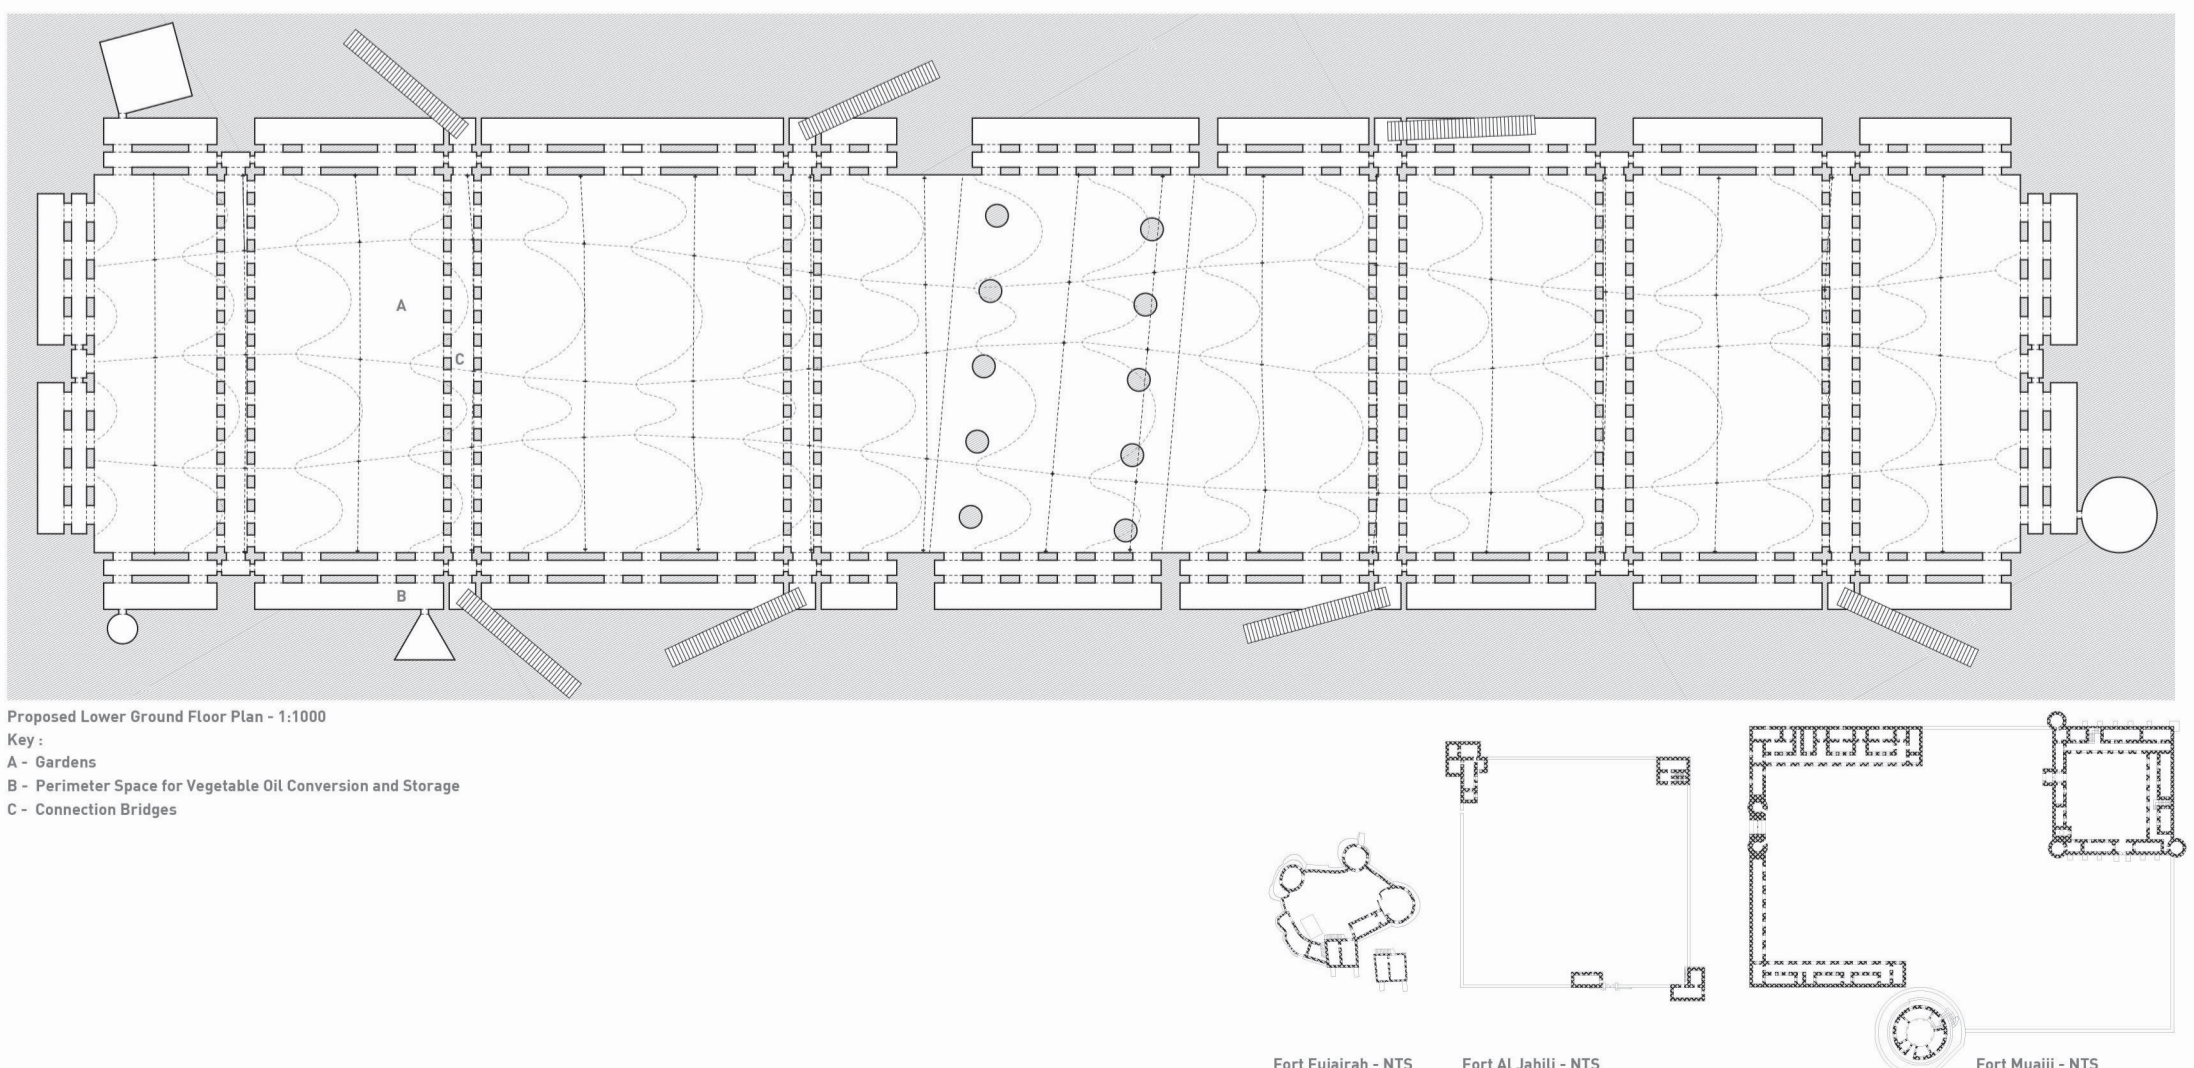 A
C
B
Proposed Lower Ground Floor Plan - 1:1000
Key :
A - Gardens
B - Perimeter Space for Vegetable Oil Conversion and Storage
C - Connection Bridges
Fort Fujairah - NTS
Fort Al Jahili - NTS
Fort Muaiji - NTS